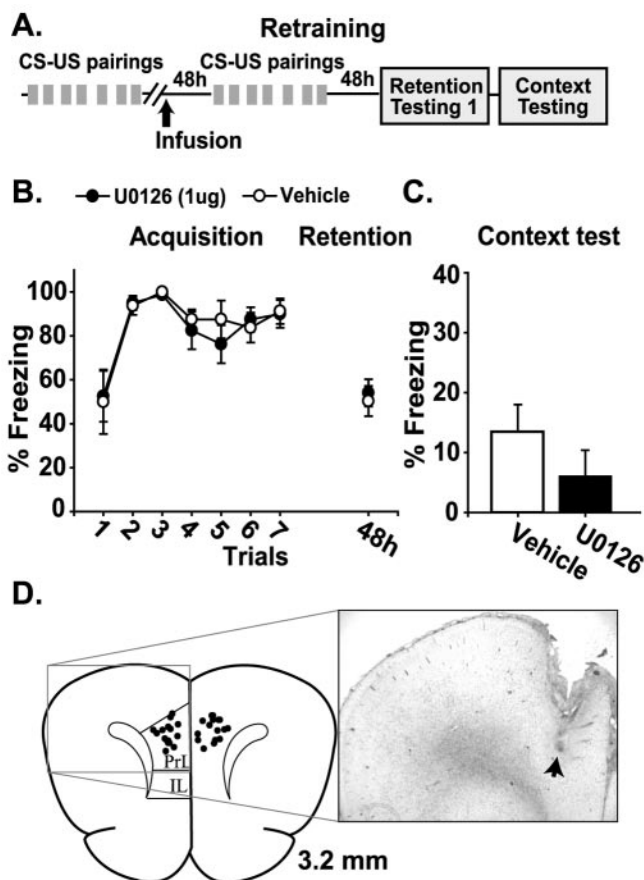 A.
Retraining
CS-US pairings
48h
CS-US pairings
48h
Retention
Testing 1
Context
Testing
Infusion
B.
U0126 (1ug)
Vehicle
C.
Acquisition
Retention
Context test
% Freezing
100
80
60
40
20
0
1
2
3
4
5
6
7
48h
Trials
% Freezing
40
30
20
10
0
Vehicle
U0126
D.
PrL
IL
3.2 mm